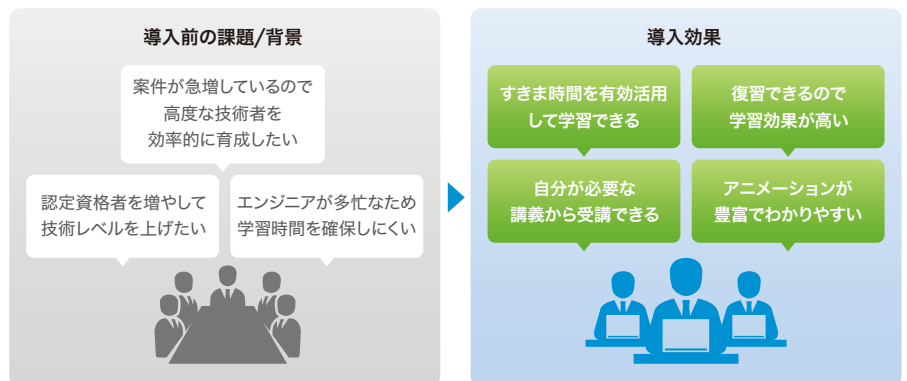 導入前の課題/背景
案件が急増しているので
高度な技術者を
効率的に育成したい
認定資格者を増やして
技術レベルを上げたい
エンジニアが多忙なため
学習時間を確保しにくい
導入効果
すきま時間を有効活用
して学習できる
復習できるので
学習効果が高い
自分が必要な
講義から受講できる
アニメーションが
豊富でわかりやすい